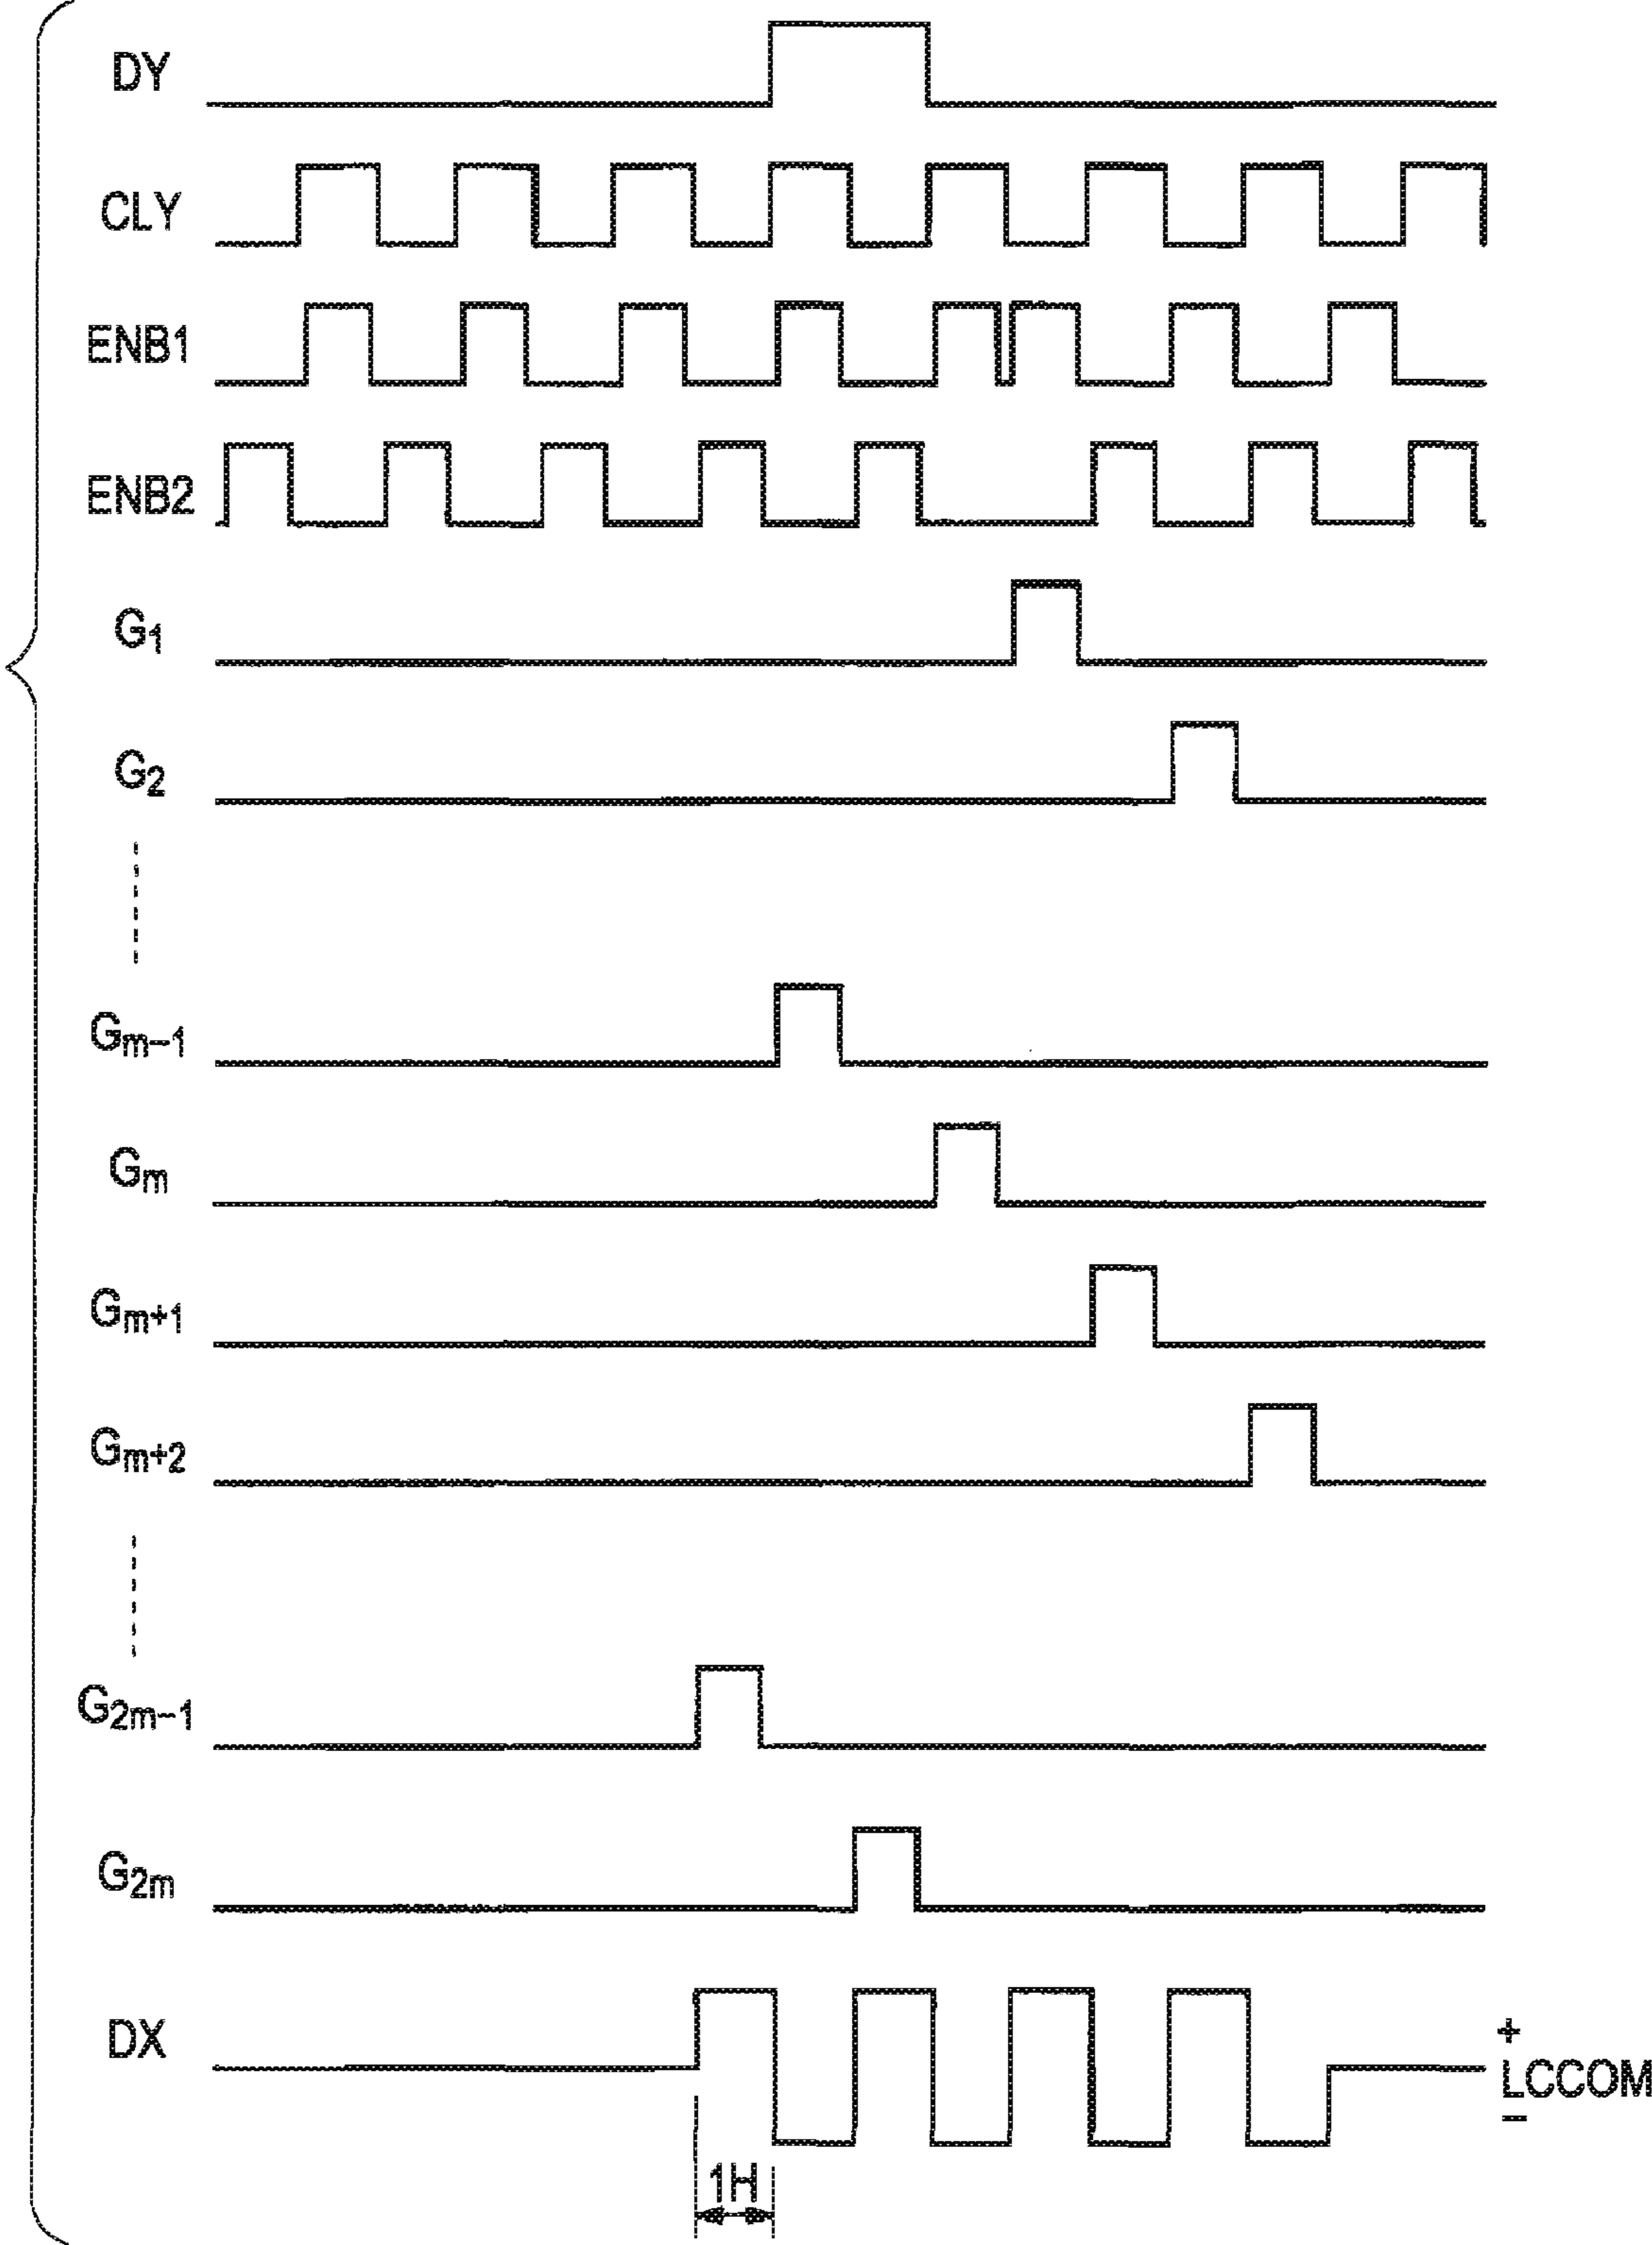 DY
CLY
ENB1
ENB2
G1
G2
Gm-1
Gm
Gm+1
Gm+2
G2m-1
G2m
DX
+
LCCOM
−
1H